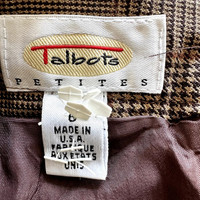 Talbots
PETITES
6
MADE IN
U.S.A.
FABRIQUE
AUX ETATS
UNIS